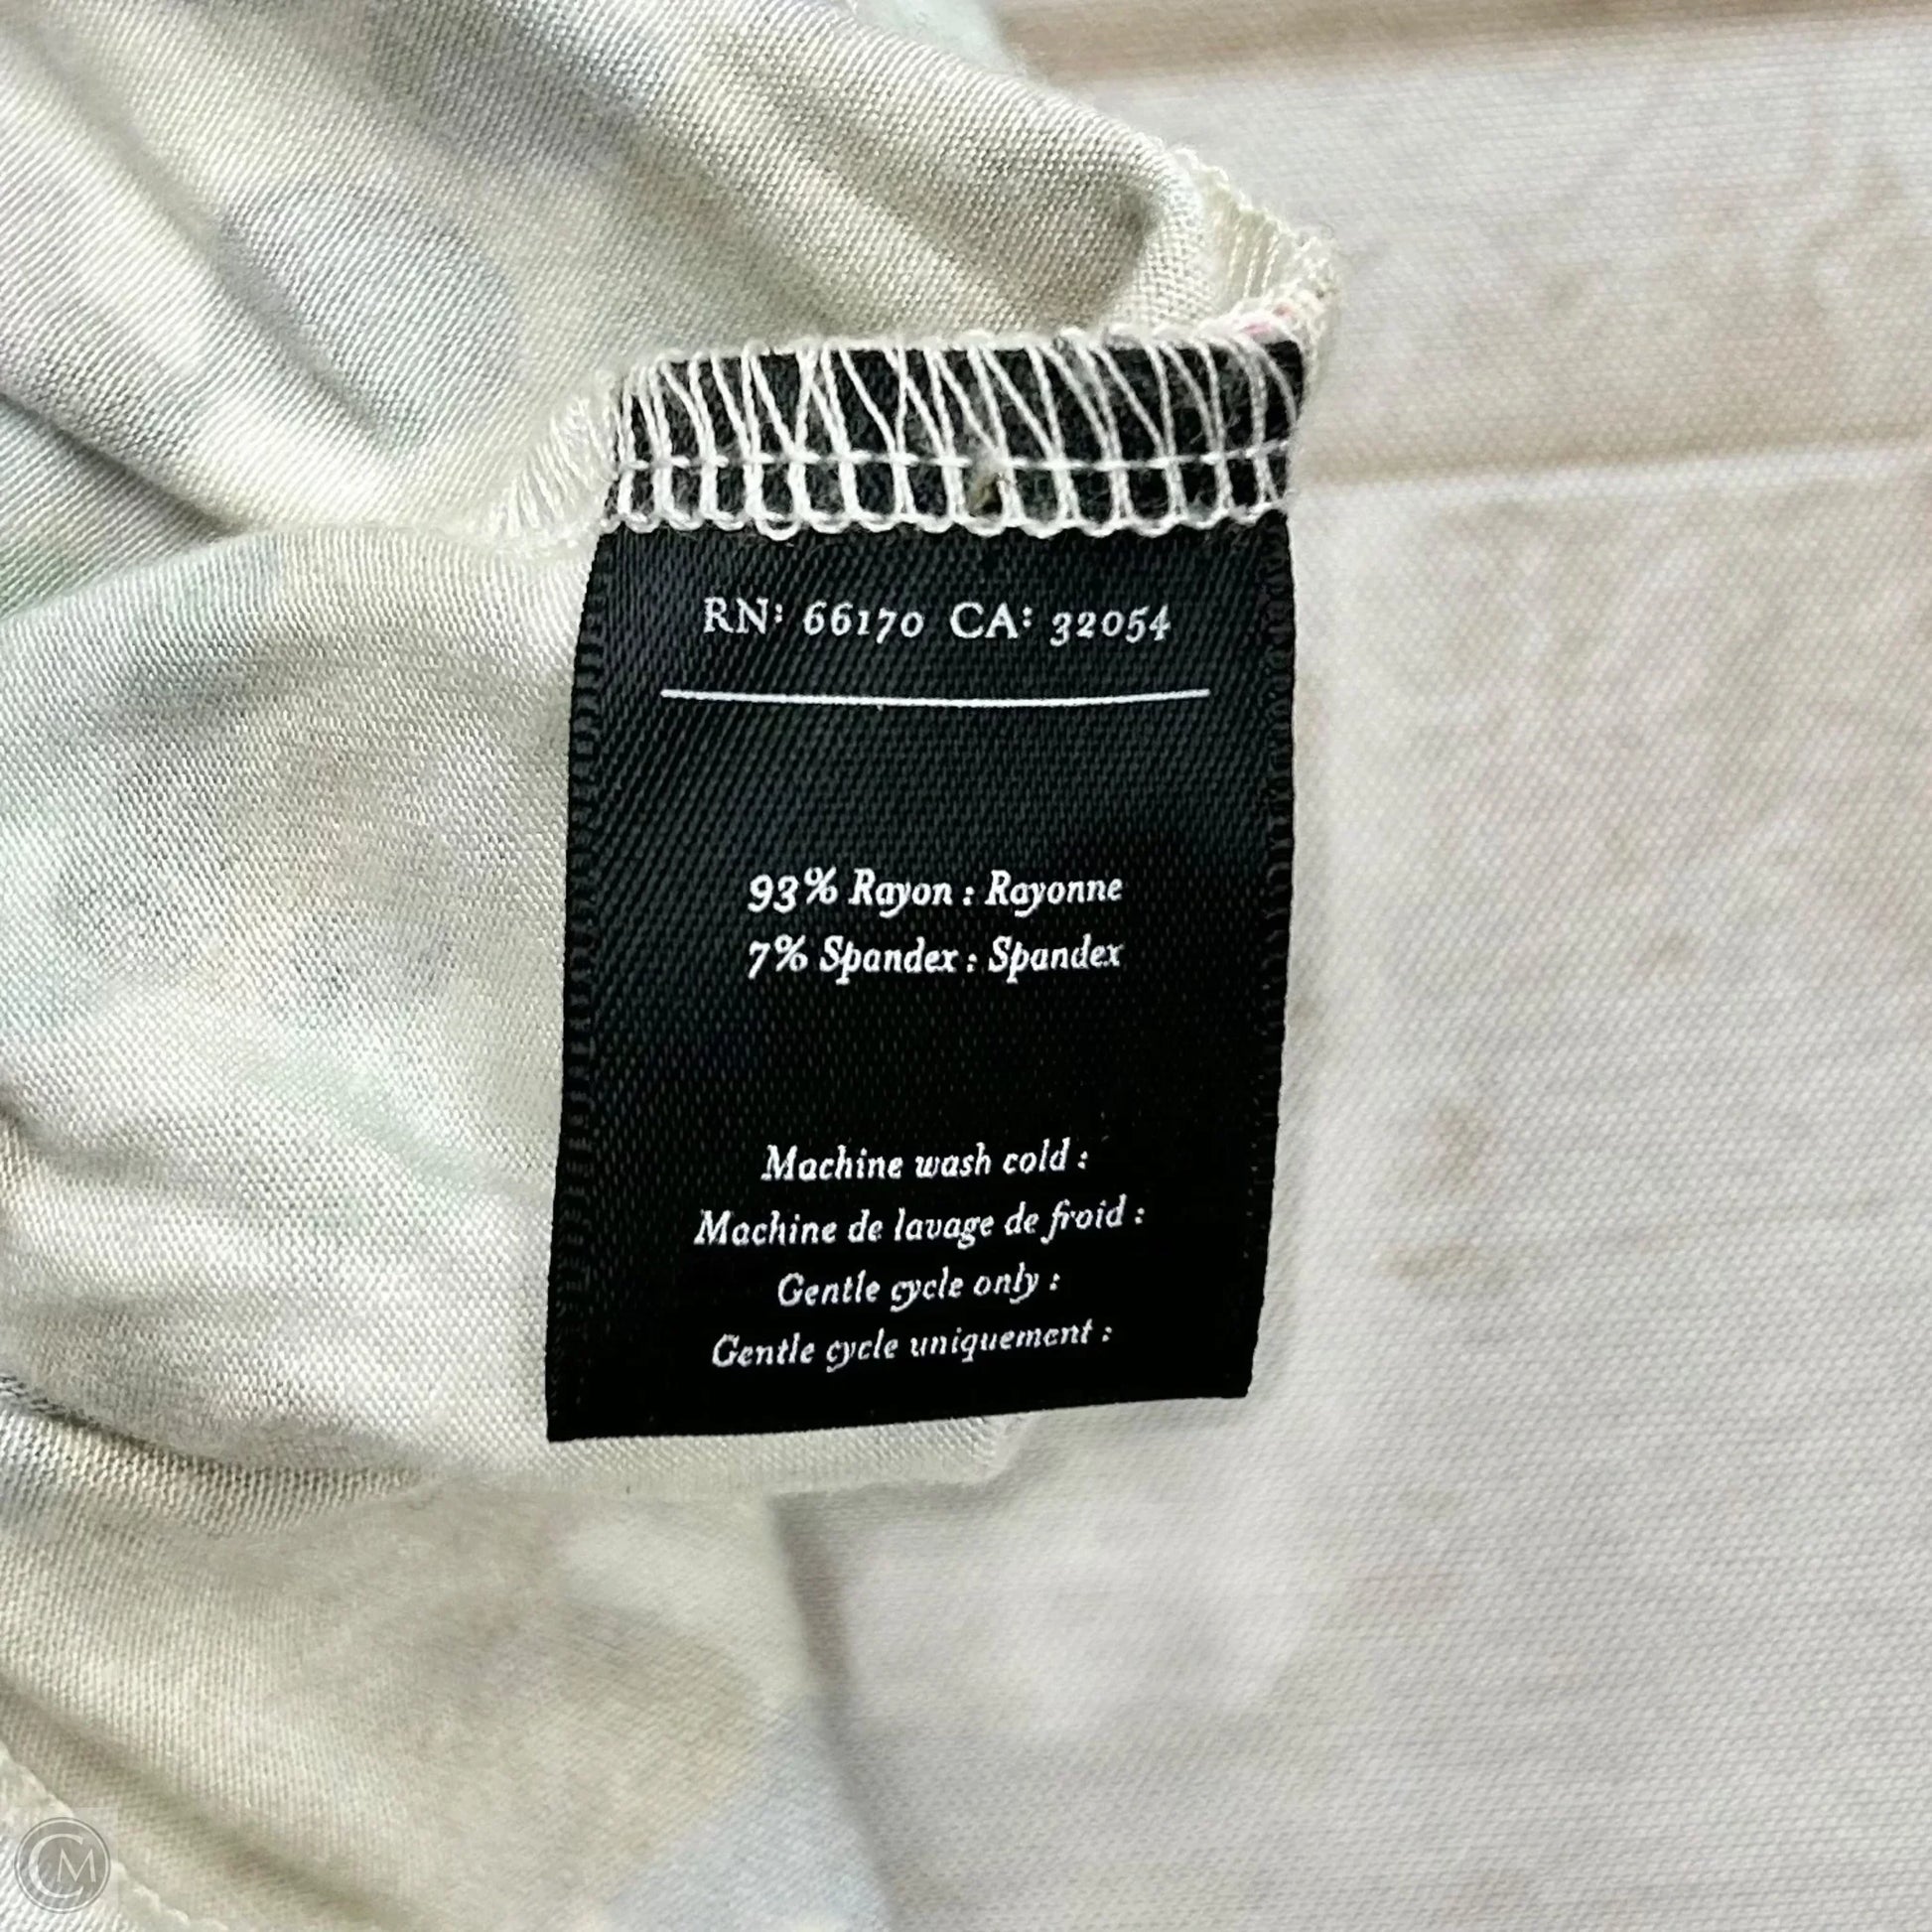 RN: 66170 CA: 32054
93% Rayon : Rayonne
7% Spandex : Spandex
Machine wash cold :
Machine de lavage de froid :
Gentle cycle only :
Gentle cycle uniquement :
CM